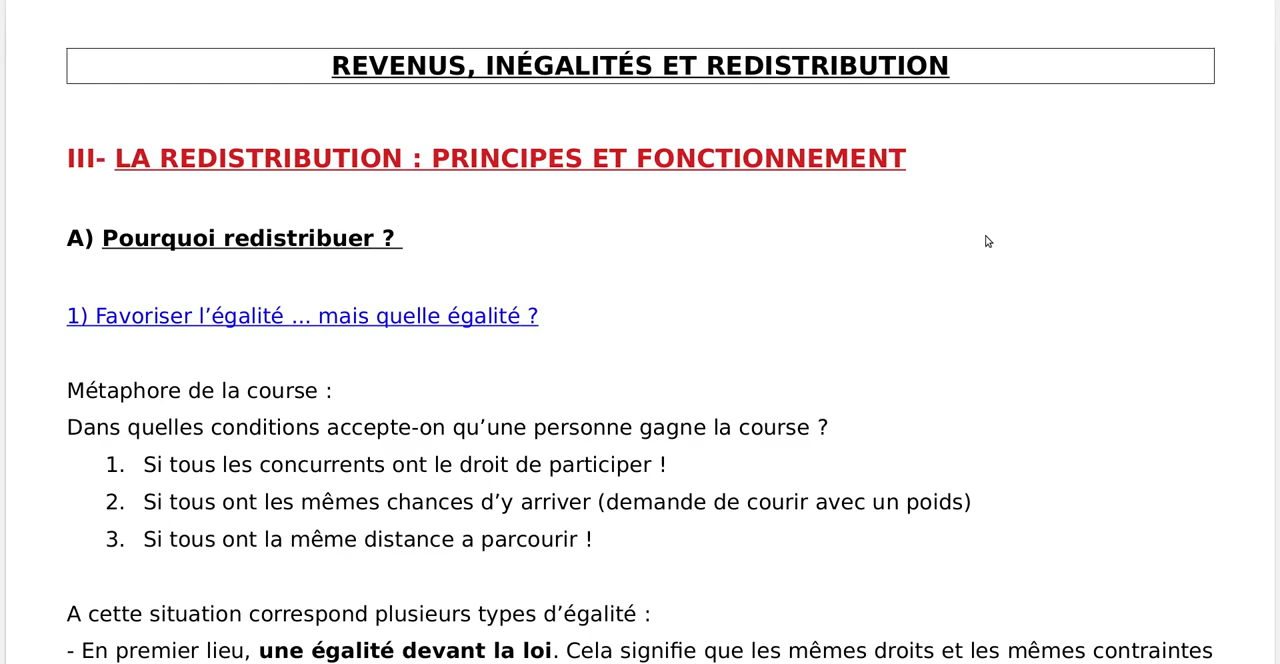 REVENUS, INÉGALITÉS ET REDISTRIBUTION
III- LA REDISTRIBUTION : PRINCIPES ET FONCTIONNEMENT
A) Pourquoi redistribuer ?
1) Favoriser l’égalité ... mais quelle égalité ?
Métaphore de la course :
Dans quelles conditions accepte-on qu’une personne gagne la course ?
1. Si tous les concurrents ont le droit de participer !
2. Si tous ont les mêmes chances d’y arriver (demande de courir avec un poids)
3. Si tous ont la même distance a parcourir !
A cette situation correspond plusieurs types d’égalité :
- En premier lieu, une égalité devant la loi. Cela signifie que les mêmes droits et les mêmes contraintes